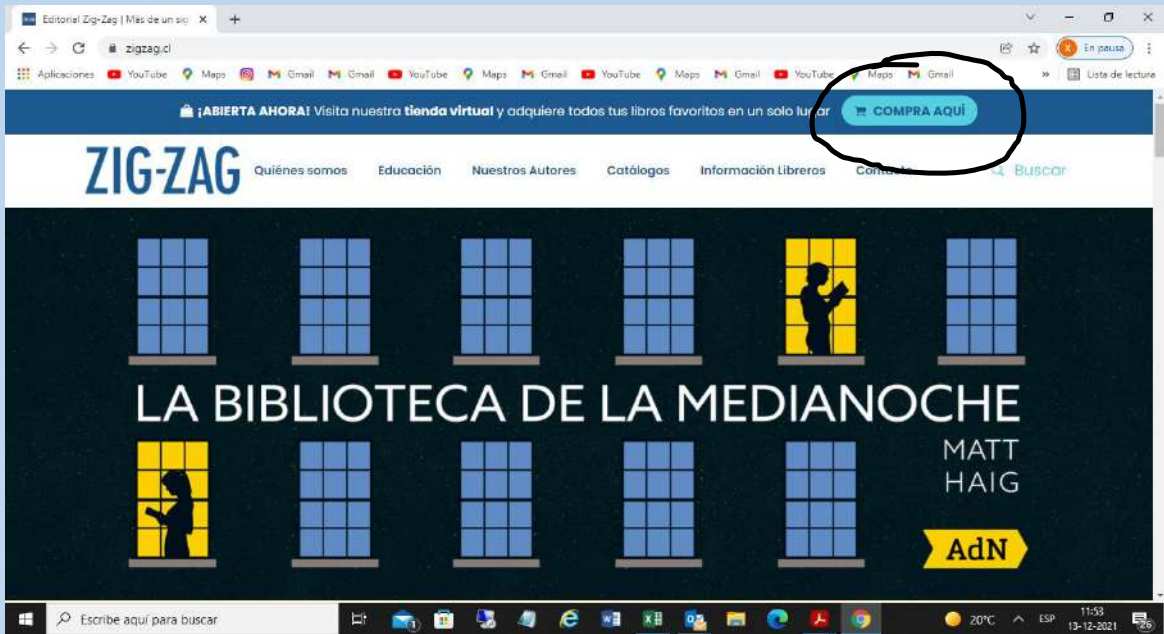 Editorial Zig-Zag | Más de un sig
zigzag.cl
En pausa
Aplicaciones YouTube Maps Gmail Gmail YouTube Maps Gmail YouTube Maps Gmail YouTube Maps Gmail » Lista de lectura
¡ABIERTA AHORA! Visita nuestra tienda virtual y adquiere todos tus libros favoritos en un solo lugar COMPRA AQUÍ
ZIG-ZAG Quiénes somos Educación Nuestros Autores Catálogos Información Libreros Contacto Buscar
LA BIBLIOTECA DE LA MEDIANOCHE
MATT
HAIG
AdN
Escribe aquí para buscar
20°C ESP 11:53
13-12-2021
26